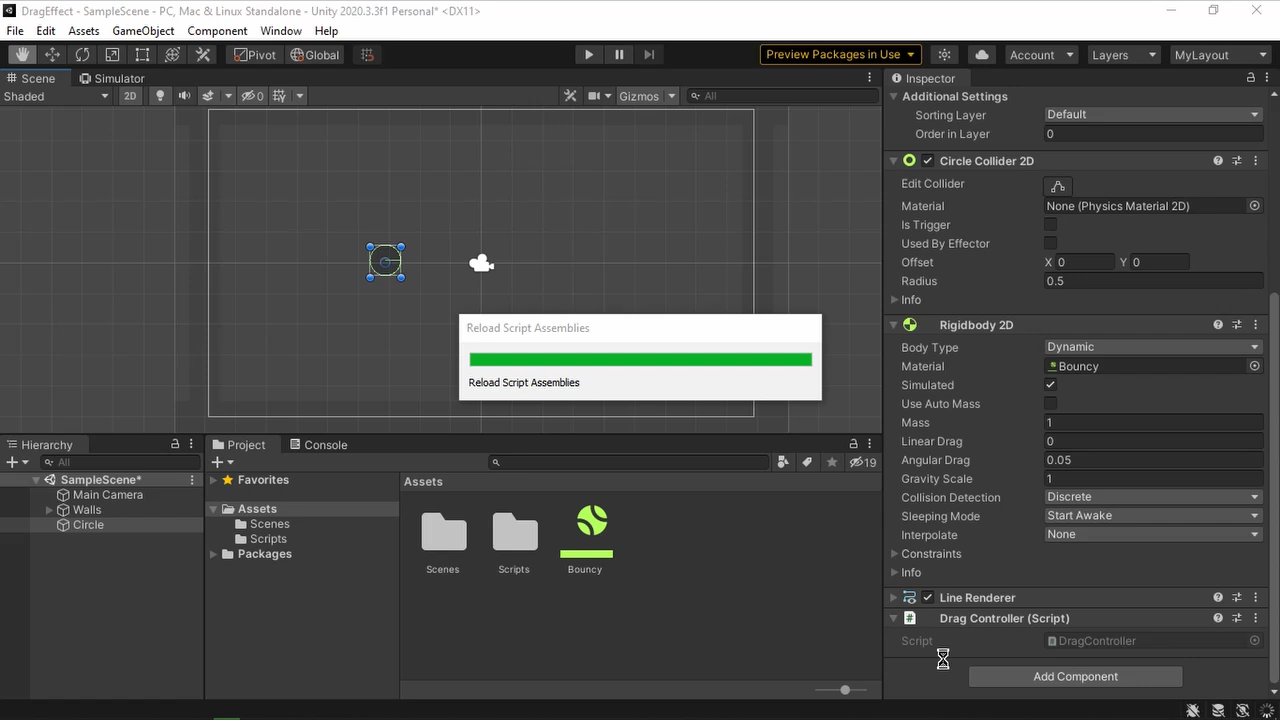 DragEffect - SampleScene - PC, Mac & Linux Standalone - Unity 2020.3.3f1 Personal* <DX11>
File Edit Assets GameObject Component Window Help
Pivot Global Preview Packages in Use Account Layers MyLayout
Scene Simulator
Shaded 2D 0 Gizmos All
Inspector
Additional Settings
Sorting Layer Default
Order in Layer 0
Circle Collider 2D
Edit Collider
Material None (Physics Material 2D)
Is Trigger
Used By Effector
Offset X 0 Y 0
Radius 0.5
Info
Rigidbody 2D
Body Type Dynamic
Material Bouncy
Simulated
Use Auto Mass
Mass 1
Linear Drag 0
Angular Drag 0.05
Gravity Scale 1
Collision Detection Discrete
Sleeping Mode Start Awake
Interpolate None
Constraints
Info
Line Renderer
Drag Controller (Script)
Script DragController
Add Component
Reload Script Assemblies
Reload Script Assemblies
Hierarchy
All
SampleScene*
Main Camera
Walls
Circle
Project Console
19
Favorites
Assets
Scenes
Scripts
Packages
Assets
Scenes Scripts Bouncy